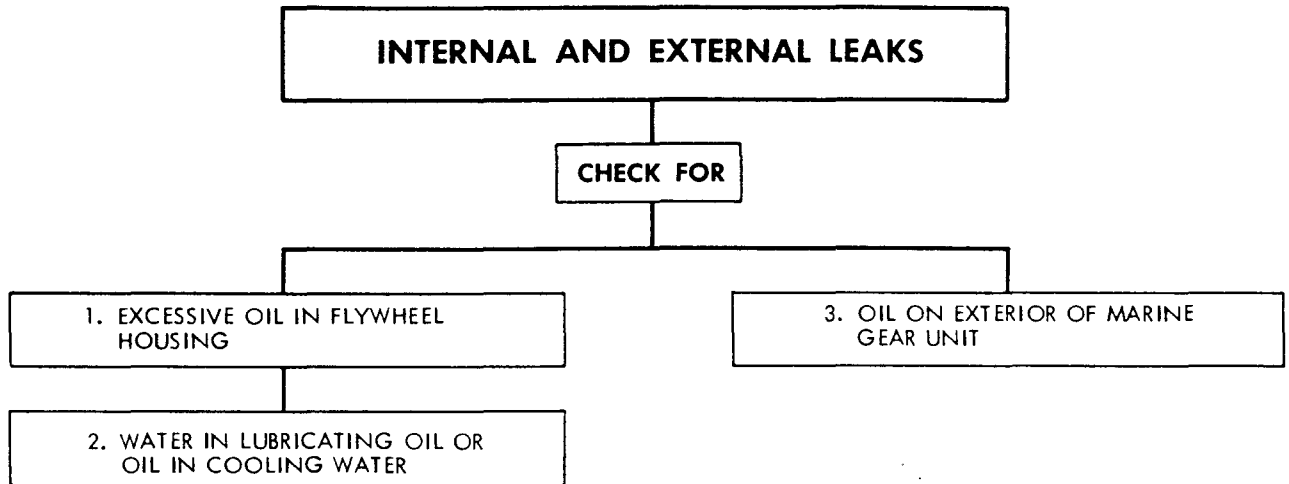 INTERNAL AND EXTERNAL LEAKS
CHECK FOR
1. EXCESSIVE OIL IN FLYWHEEL
HOUSING
3. OIL ON EXTERIOR OF MARINE
GEAR UNIT
2. WATER IN LUBRICATING OIL OR
OIL IN COOLING WATER